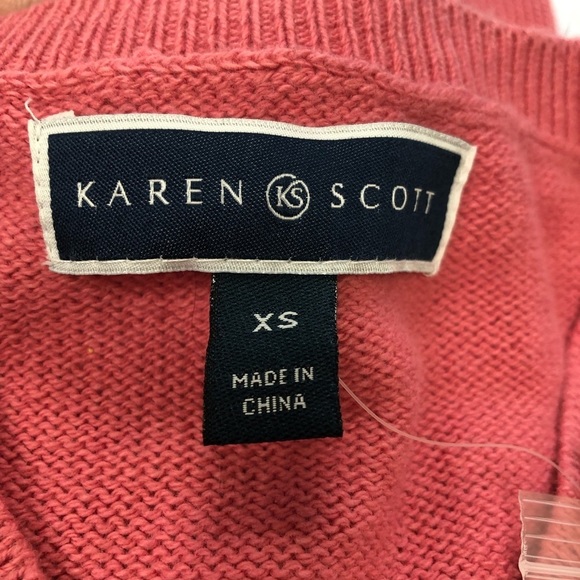 KAREN KS SCOTT
XS
MADE IN
CHINA